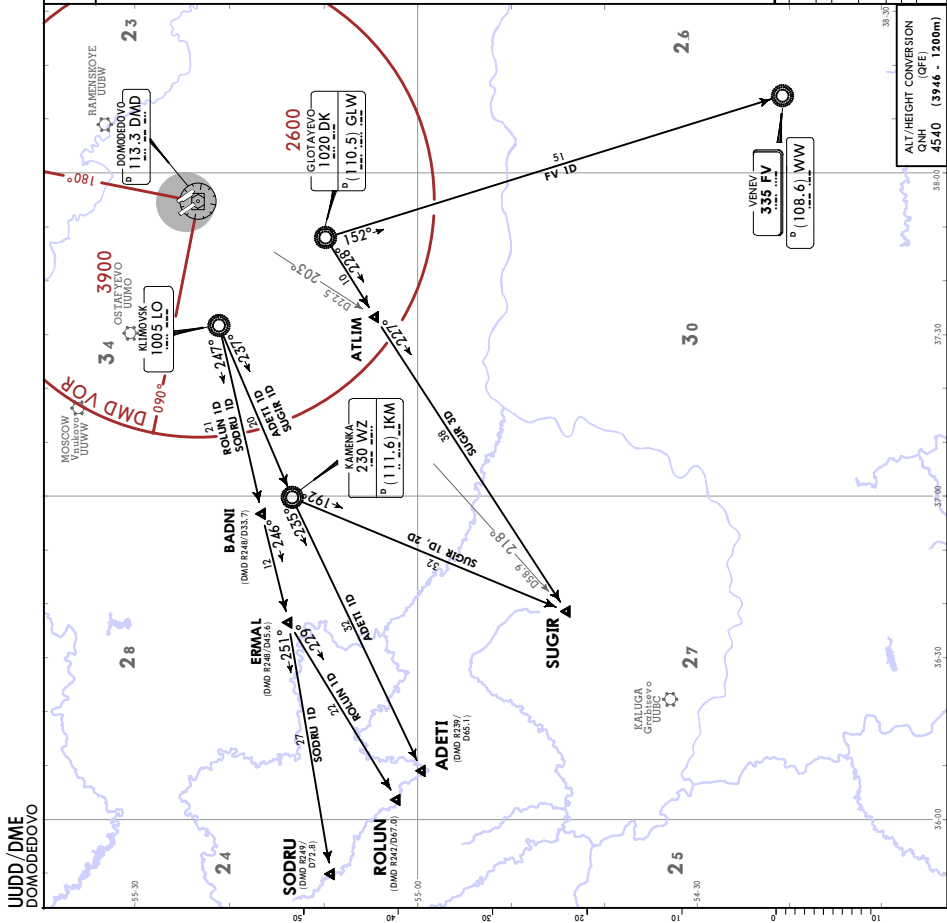 UUDD/DME
DOMODEDOVO
23
RAMENSKOYE
UUBW
DOMODEDOVO
D 113.3 DMD
180°
3900
34
OSTAFYEVO
UUMO
KLIMOVSK
1005 LO
090°
DMD VOR
MOSCOW
Vnukovo
UUWW
2600
GLOTAYEVO
1020 DK
D (110.5) GLW
26
38-30
ALT/HEIGHT CONVERSION
QNH (QFE)
4540 (3946 - 1200m)
38-00
VENEV
335 FV
D (108.6) WW
51
FV 1D
152°
228°
10
203°
D22.5
ATLIM
227°
30
37-30
247°
237°
21
ROLUN 1D
SODRU 1D
20
ADETI 1D
SUGIR 1D
KAMENKA
230 WZ
D (111.6) IKM
38
SUGIR 3D
37-00
BADNI
(DMD R248/D33.7)
192°
235°
246°
12
218°
D58.9
SUGIR 1D, 2D
32
ERMAL
(DMD R248/D45.6)
251°
229°
28
32
ADETI 1D
SUGIR
27
36-30
KALUGA
Grabtsevo
UUBC
27
SODRU 1D
22
ROLUN 1D
ADETI
(DMD R239/
D65.1)
36-00
24
SODRU
(DMD R249/
D72.8)
ROLUN
(DMD R242/D67.0)
25
55-30
55-00
54-30
50
40
30
20
10
0
10